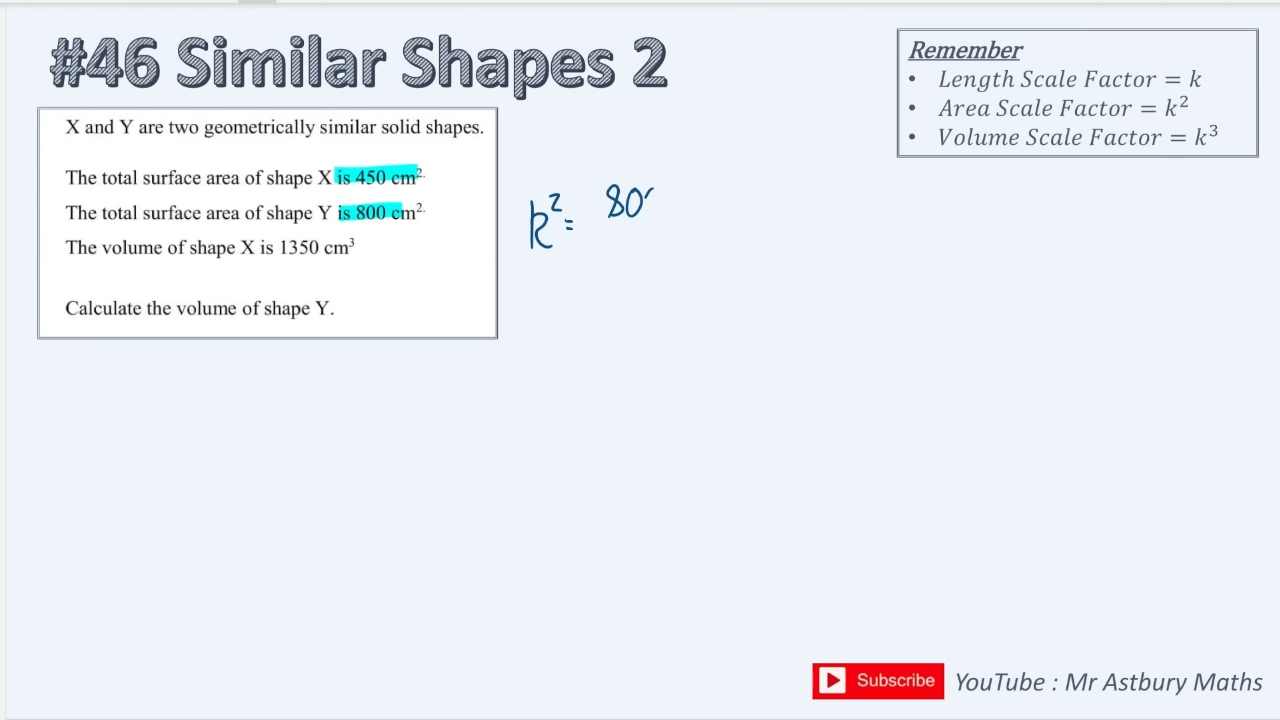 #46 Similar Shapes 2
Remember
• Length Scale Factor = k
• Area Scale Factor = k²
• Volume Scale Factor = k³
X and Y are two geometrically similar solid shapes.
The total surface area of shape X is 450 cm².
The total surface area of shape Y is 800 cm².
The volume of shape X is 1350 cm³
Calculate the volume of shape Y.
k² = 80
Subscribe
YouTube : Mr Astbury Maths